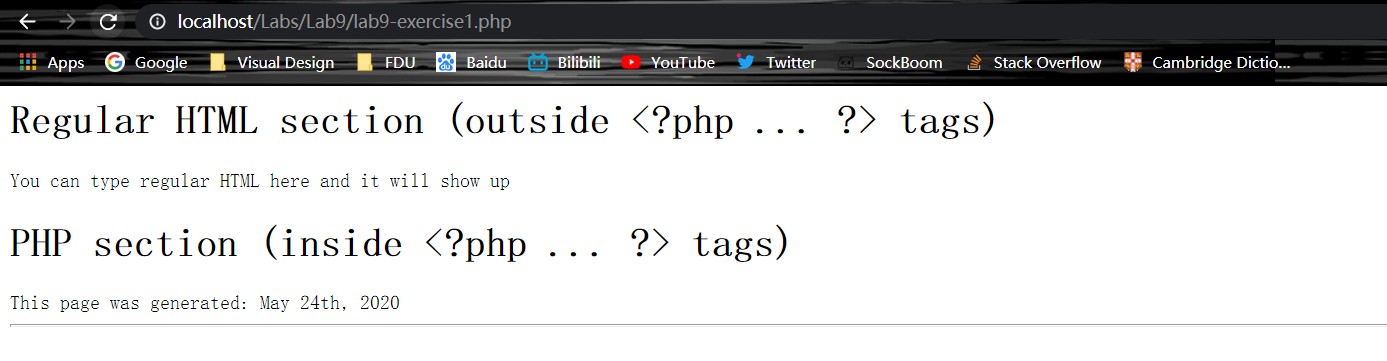 localhost/Labs/Lab9/lab9-exercise1.php
Apps Google Visual Design FDU Baidu Bilibili YouTube Twitter SockBoom Stack Overflow Cambridge Dictio...
Regular HTML section (outside <?php ... ?> tags)
You can type regular HTML here and it will show up
PHP section (inside <?php ... ?> tags)
This page was generated: May 24th, 2020